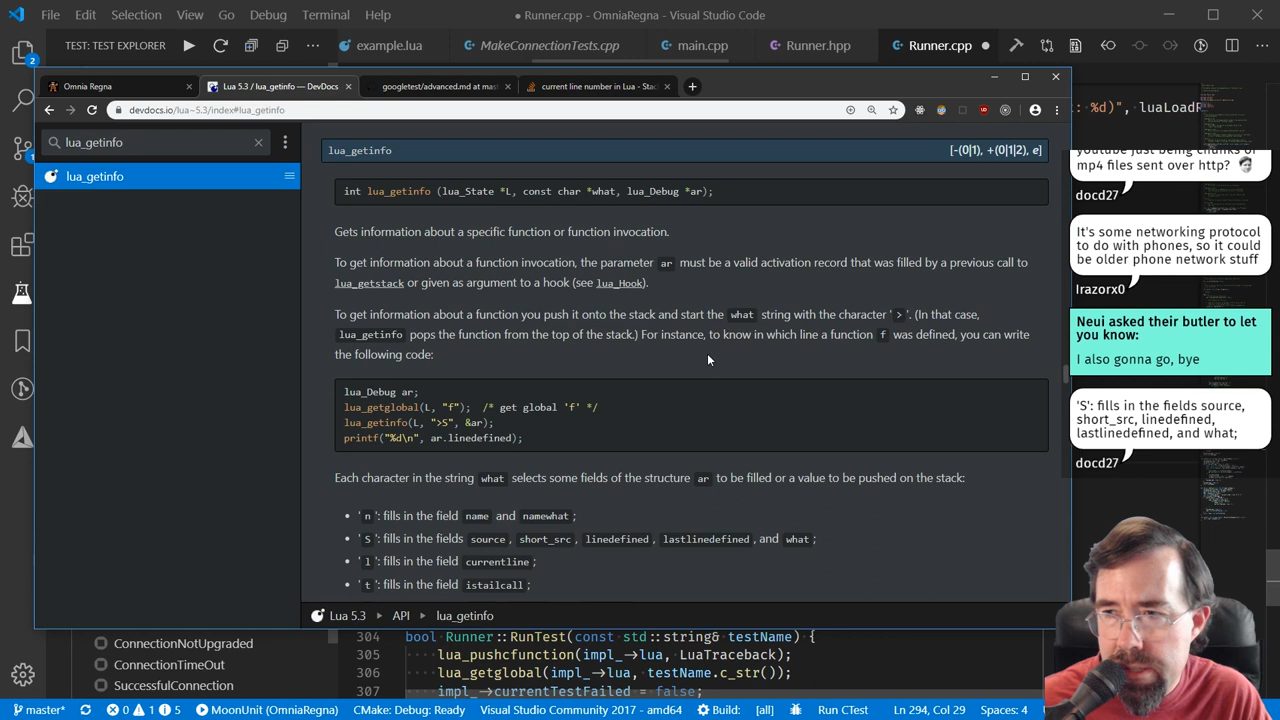 File Edit Selection View Go Debug Terminal Help
● Runner.cpp - OmniaRegna - Visual Studio Code
TEST: TEST EXPLORER
example.lua
MakeConnectionTests.cpp
main.cpp
Runner.hpp
Runner.cpp ●
Omnia Regna
Lua 5.3 / lua_getinfo — DevDocs
googletest/advanced.md at mast
current line number in Lua - Stac
: %d)", luaLoadR
devdocs.io/lua~5.3/index#lua_getinfo
lua_getinfo
lua_getinfo
lua_getinfo [-(0|1), +(0|1|2), e]
int lua_getinfo (lua_State *L, const char *what, lua_Debug *ar);
Gets information about a specific function or function invocation.
To get information about a function invocation, the parameter ar must be a valid activation record that was filled by a previous call to
lua_getstack or given as argument to a hook (see lua_Hook).
To get information about a function you push it onto the stack and start the what string with the character '>'. (In that case,
lua_getinfo pops the function from the top of the stack.) For instance, to know in which line a function f was defined, you can write
the following code:
lua_Debug ar;
lua_getglobal(L, "f"); /* get global 'f' */
lua_getinfo(L, ">S", &ar);
printf("%d\n", ar.linedefined);
Each character in the string what selects some fields of the structure ar to be filled or a value to be pushed on the stack:
• 'n': fills in the field name and namewhat;
• 'S': fills in the fields source, short_src, linedefined, lastlinedefined, and what;
• 'l': fills in the field currentline;
• 't': fills in the field istailcall;
Lua 5.3 > API > lua_getinfo
youtube just being chunks of
mp4 files sent over http?
docd27
It's some networking protocol
to do with phones, so it could
be older phone network stuff
Irazorx0
Neui asked their butler to let
you know:
I also gonna go, bye
'S': fills in the fields source,
short_src, linedefined,
lastlinedefined, and what;
docd27
ConnectionNotUpgraded
ConnectionTimeOut
SuccessfulConnection
304 bool Runner::RunTest(const std::string& testName) {
305 ····lua_pushcfunction(impl_->lua, LuaTraceback);
306 ····lua_getglobal(impl_->lua, testName.c_str());
307 ····impl_->currentTestFailed = false;
master* 0 1 5 MoonUnit (OmniaRegna) CMake: Debug: Ready Visual Studio Community 2017 - amd64 Build: [all] Run CTest Ln 294, Col 29 Spaces: 4
2
1